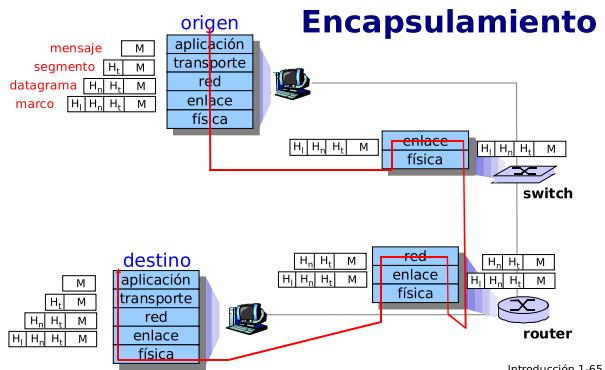 Encapsulamiento
origen
mensaje M aplicación
segmento Ht M transporte
datagrama Hn Ht M red
marco Hl Hn Ht M enlace
física
Hl Hn Ht M enlace Hl Hn Ht M
física
switch
destino
Hn Ht M red Hn Ht M
M aplicación Hl Hn Ht M enlace Hl Hn Ht M
Ht M transporte física
Hn Ht M red
Hl Hn Ht M enlace router
física
Introducción 1-65